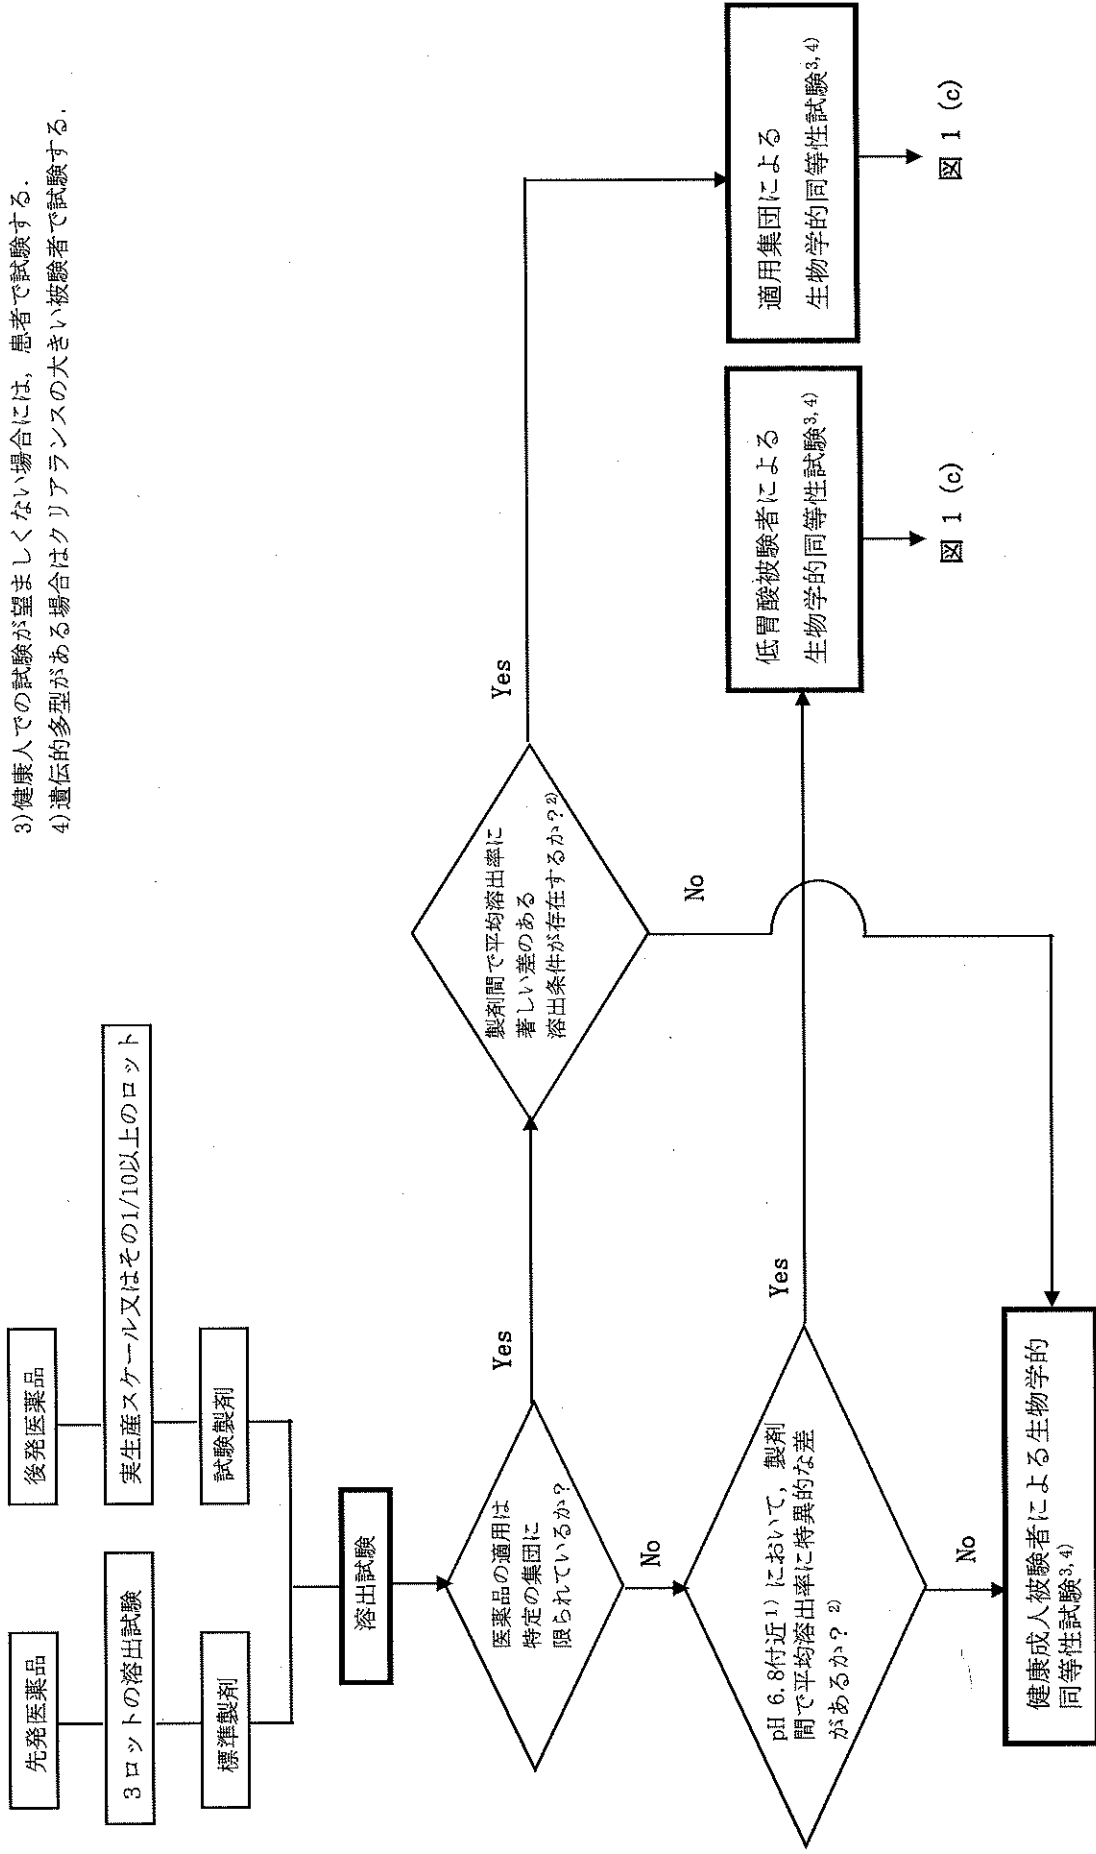 3)健康人での試験が望ましくない場合には，患者で試験する．
4)遺伝的多型がある場合はクリアランスの大きい被験者で試験する．
先発医薬品
後発医薬品
3ロットの溶出試験
実生産スケール又はその1/10以上のロット
標準製剤
試験製剤
溶出試験
医薬品の適用は
特定の集団に
限られているか？
Yes
製剤間で平均溶出率に
著しい差のある
溶出条件が存在するか？2)
Yes
No
No
pH 6.8付近1) において，製剤
間で平均溶出率に特異的な差
があるか？2)
Yes
No
適用集団による
生物学的同等性試験3,4)
図 1 (c)
低胃酸被験者による
生物学的同等性試験3,4)
図 1 (c)
健康成人被験者による生物学的
同等性試験3,4)